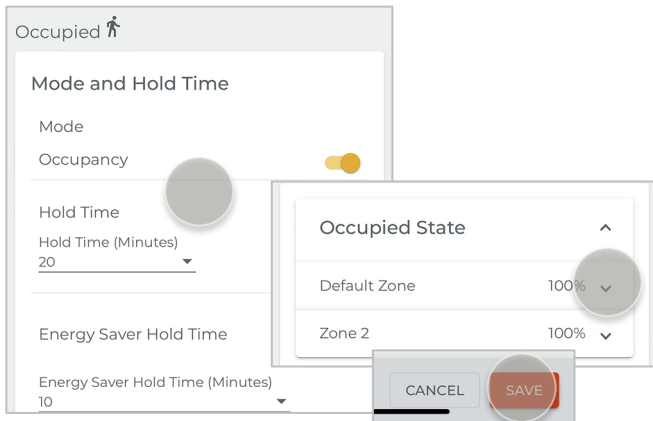 Occupied
Mode and Hold Time
Mode
Occupancy
Hold Time
Hold Time (Minutes)
20
Energy Saver Hold Time
Energy Saver Hold Time (Minutes)
10
Occupied State
Default Zone 100%
Zone 2 100%
CANCEL SAVE